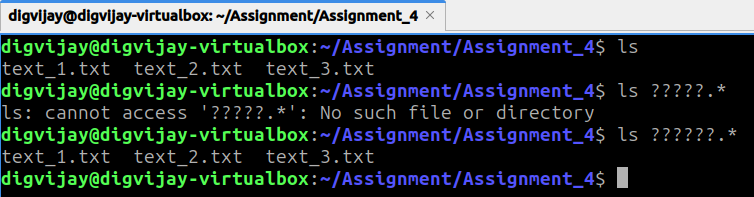 digvijay@digvijay-virtualbox: ~/Assignment/Assignment_4 ×
digvijay@digvijay-virtualbox:~/Assignment/Assignment_4$ ls
text_1.txt  text_2.txt  text_3.txt
digvijay@digvijay-virtualbox:~/Assignment/Assignment_4$ ls ?????.*
ls: cannot access '?????.*': No such file or directory
digvijay@digvijay-virtualbox:~/Assignment/Assignment_4$ ls ??????.*
text_1.txt  text_2.txt  text_3.txt
digvijay@digvijay-virtualbox:~/Assignment/Assignment_4$